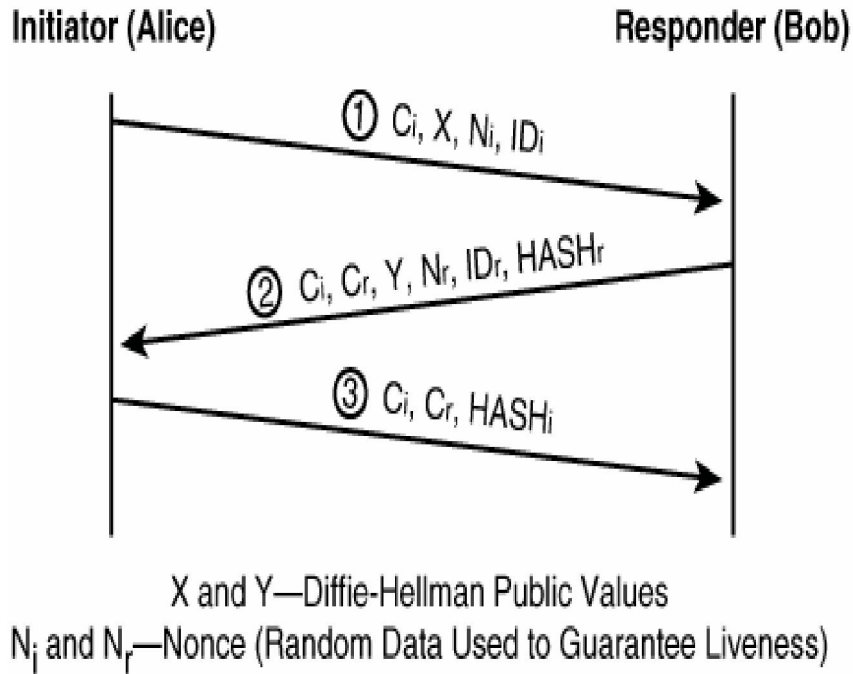 Initiator (Alice) Responder (Bob)
① Ci, X, Ni, IDi
② Ci, Cr, Y, Nr, IDr, HASHr
③ Ci, Cr, HASHi
X and Y—Diffie-Hellman Public Values
Ni and Nr—Nonce (Random Data Used to Guarantee Liveness)